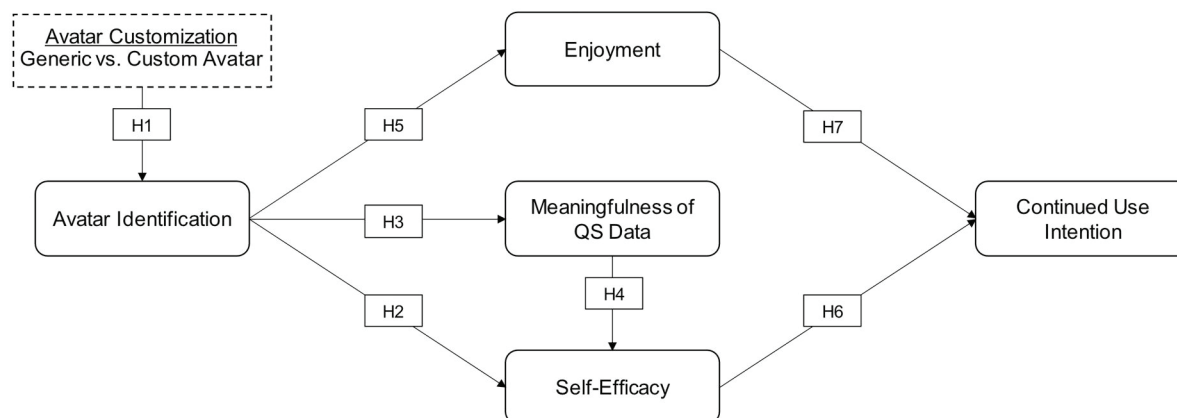 Avatar Customization
Generic vs. Custom Avatar
Enjoyment
H1
H5
H7
Avatar Identification
H3
Meaningfulness of
QS Data
Continued Use
Intention
H4
H2
H6
Self-Efficacy